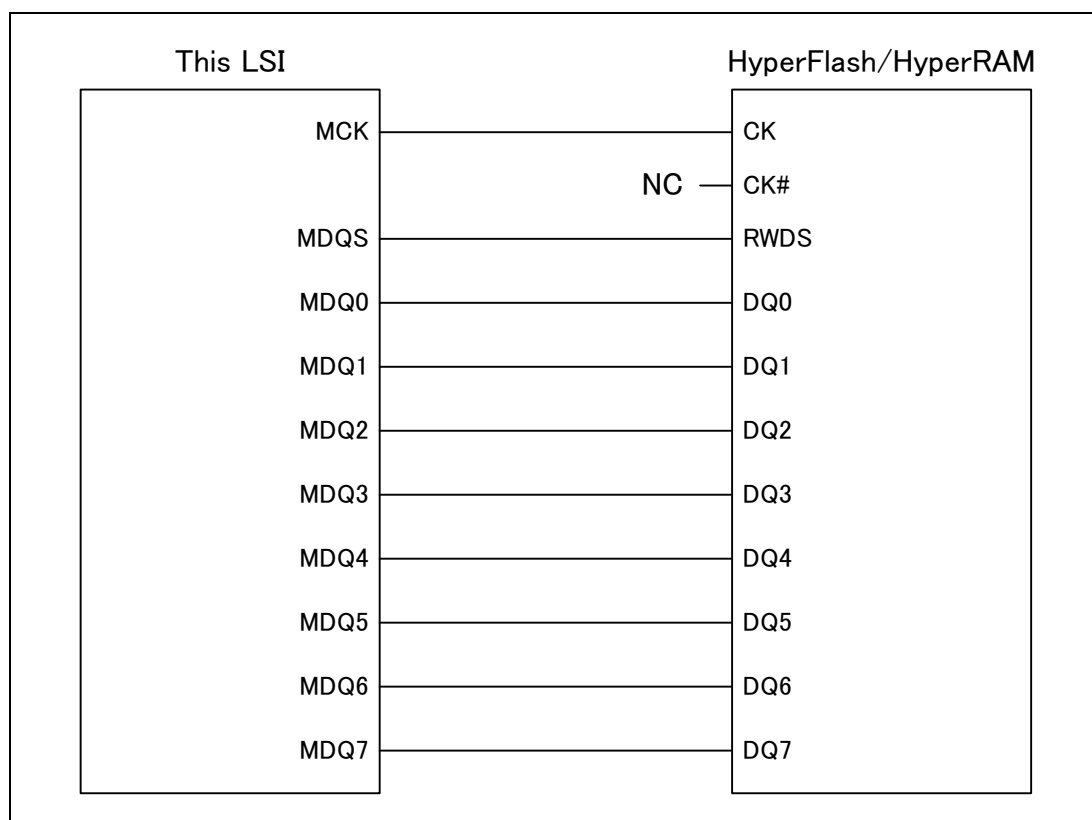 This LSI HyperFlash/HyperRAM
MCK CK
NC CK#
MDQS RWDS
MDQ0 DQ0
MDQ1 DQ1
MDQ2 DQ2
MDQ3 DQ3
MDQ4 DQ4
MDQ5 DQ5
MDQ6 DQ6
MDQ7 DQ7